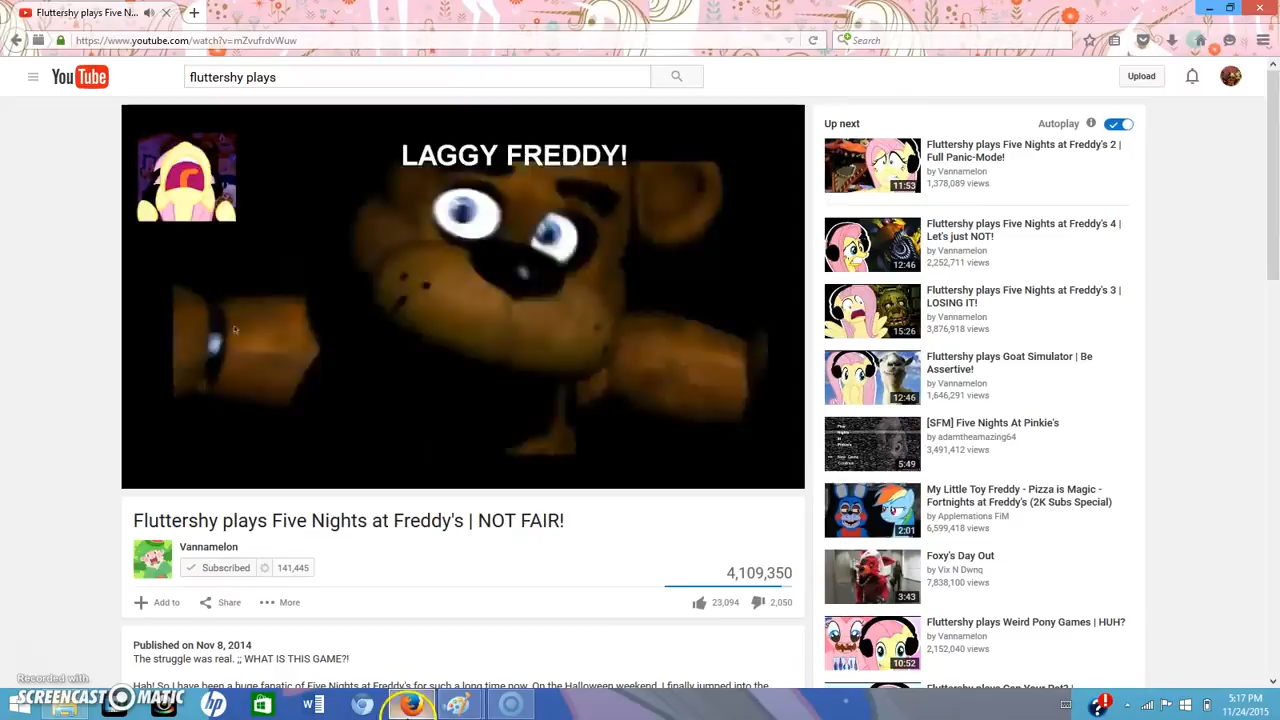 Fluttershy plays Five N...
https://www.youtube.com/watch?v=mZvufrdvWuw
Search
YouTube
fluttershy plays
Upload
LAGGY FREDDY!
Up next
Autoplay
Fluttershy plays Five Nights at Freddy's 2 |
Full Panic-Mode!
by Vannamelon
1,378,089 views
11:53
Fluttershy plays Five Nights at Freddy's 4 |
Let's just NOT!
by Vannamelon
2,252,711 views
12:46
Fluttershy plays Five Nights at Freddy's 3 |
LOSING IT!
by Vannamelon
3,876,918 views
15:26
Fluttershy plays Goat Simulator | Be
Assertive!
by Vannamelon
1,646,291 views
12:46
[SFM] Five Nights At Pinkie's
by adamtheamazing64
3,491,412 views
5:49
My Little Toy Freddy - Pizza is Magic -
Fortnights at Freddy's (2K Subs Special)
by Applemations FiM
6,599,418 views
2:01
Foxy's Day Out
by Vix N Dwnq
7,838,100 views
3:43
Fluttershy plays Weird Pony Games | HUH?
by Vannamelon
2,152,040 views
10:52
Fluttershy plays Five Nights at Freddy's | NOT FAIR!
Vannamelon
Subscribed
141,445
4,109,350
Add to
Share
More
23,094
2,050
Published on Nov 8, 2014
The struggle was real. ;; WHAT IS THIS GAME?!
Recorded with
SCREENCAST MATIC
5:17 PM
11/24/2015